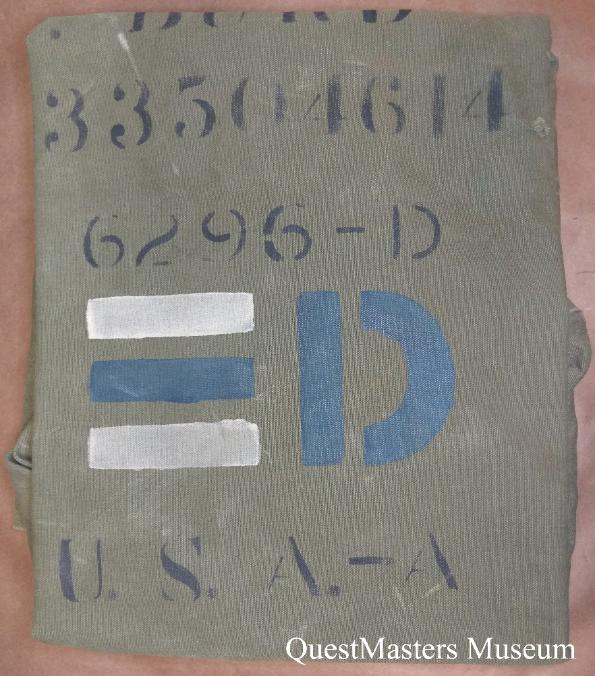 33504614
6296-D
D
U. S. A.-A
QuestMasters Museum